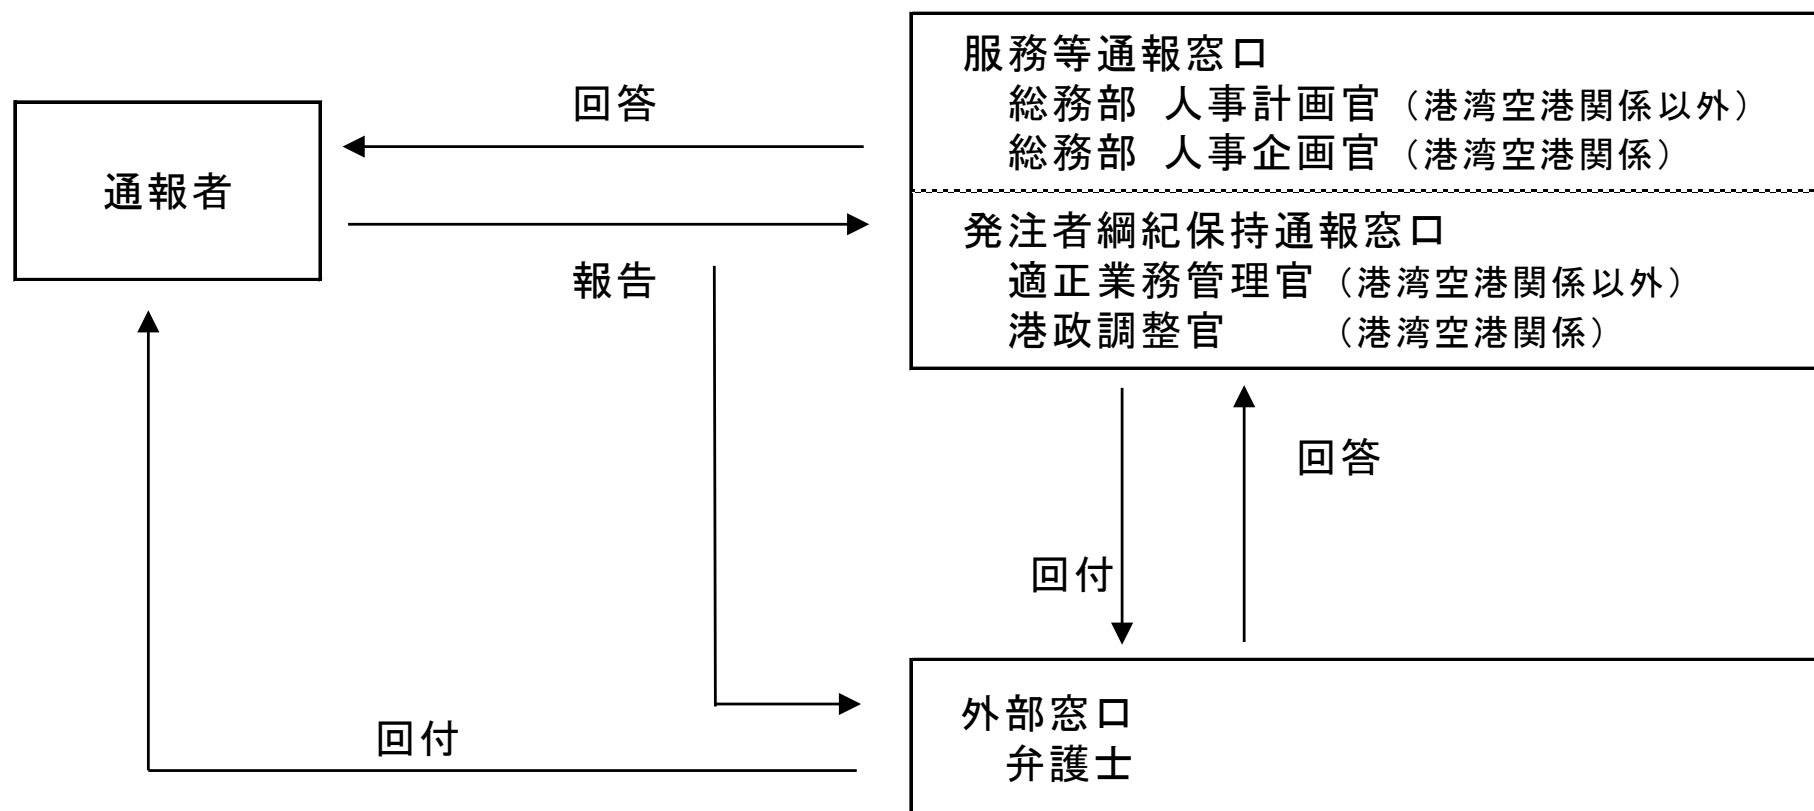 服務等通報窓口
総務部 人事計画官（港湾空港関係以外）
総務部 人事企画官（港湾空港関係）
回答
通報者
報告
発注者綱紀保持通報窓口
適正業務管理官（港湾空港関係以外）
港政調整官　　（港湾空港関係）
回答
回付
外部窓口
弁護士
回付